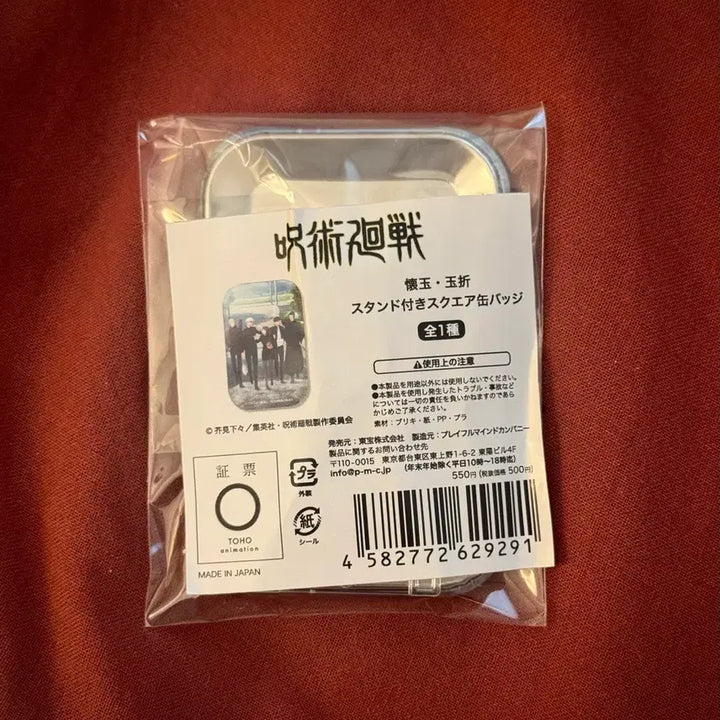 呪術廻戦
懐玉・玉折
スタンド付きスクエア缶バッジ
全1種
⚠使用上の注意
●本製品を用途以外には使用しないでください。
●本製品を使用し発生したトラブル・事故など
については一切の責任を負いかねますのであら
かじめご了承ください。
素材：ブリキ・紙・PP・プラ
© 芥見下々／集英社・呪術廻戦製作委員会
発売元：東宝株式会社 製造元：プレイフルマインドカンパニー
製品に関するお問い合わせ先
〒110-0015 東京都台東区東上野1-6-2 東陽ビル4F
info@p-m-c.jp （年末年始除く平日10時〜18時迄）
550円（税抜価格 500円）
証票
TOHO
animation
MADE IN JAPAN
プラ
外装
紙
シール
4 582772 629291